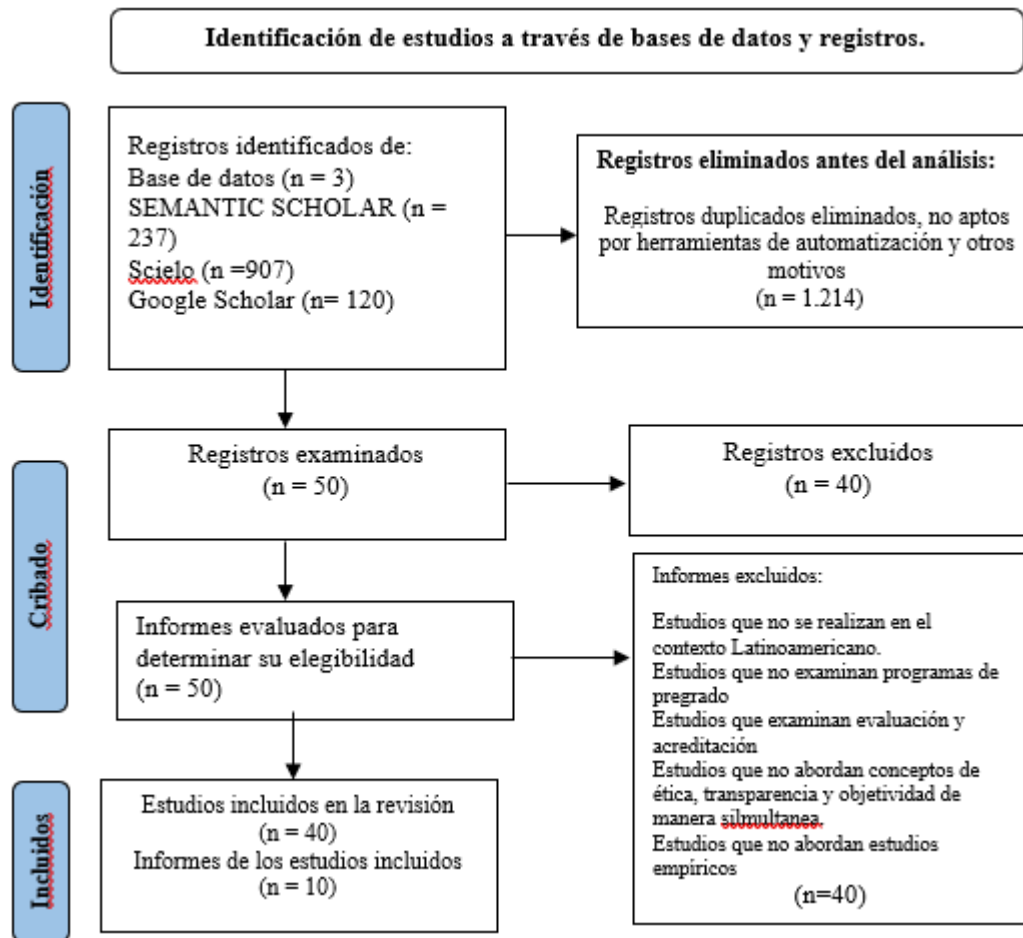 Identificación de estudios a través de bases de datos y registros.
Identificación
Registros identificados de:
Base de datos (n = 3)
SEMANTIC SCHOLAR (n =
237)
Scielo (n =907)
Google Scholar (n= 120)
Registros eliminados antes del análisis:
Registros duplicados eliminados, no aptos
por herramientas de automatización y otros
motivos
(n = 1.214)
Cribado
Registros examinados
(n = 50)
Registros excluidos
(n = 40)
Informes evaluados para
determinar su elegibilidad
(n = 50)
Informes excluidos:
Estudios que no se realizan en el
contexto Latinoamericano.
Estudios que no examinan programas de
pregrado
Estudios que examinan evaluación y
acreditación
Estudios que no abordan conceptos de
ética, transparencia y objetividad de
manera silmultanea.
Estudios que no abordan estudios
empíricos
(n=40)
Incluidos
Estudios incluidos en la revisión
(n = 40)
Informes de los estudios incluidos
(n = 10)